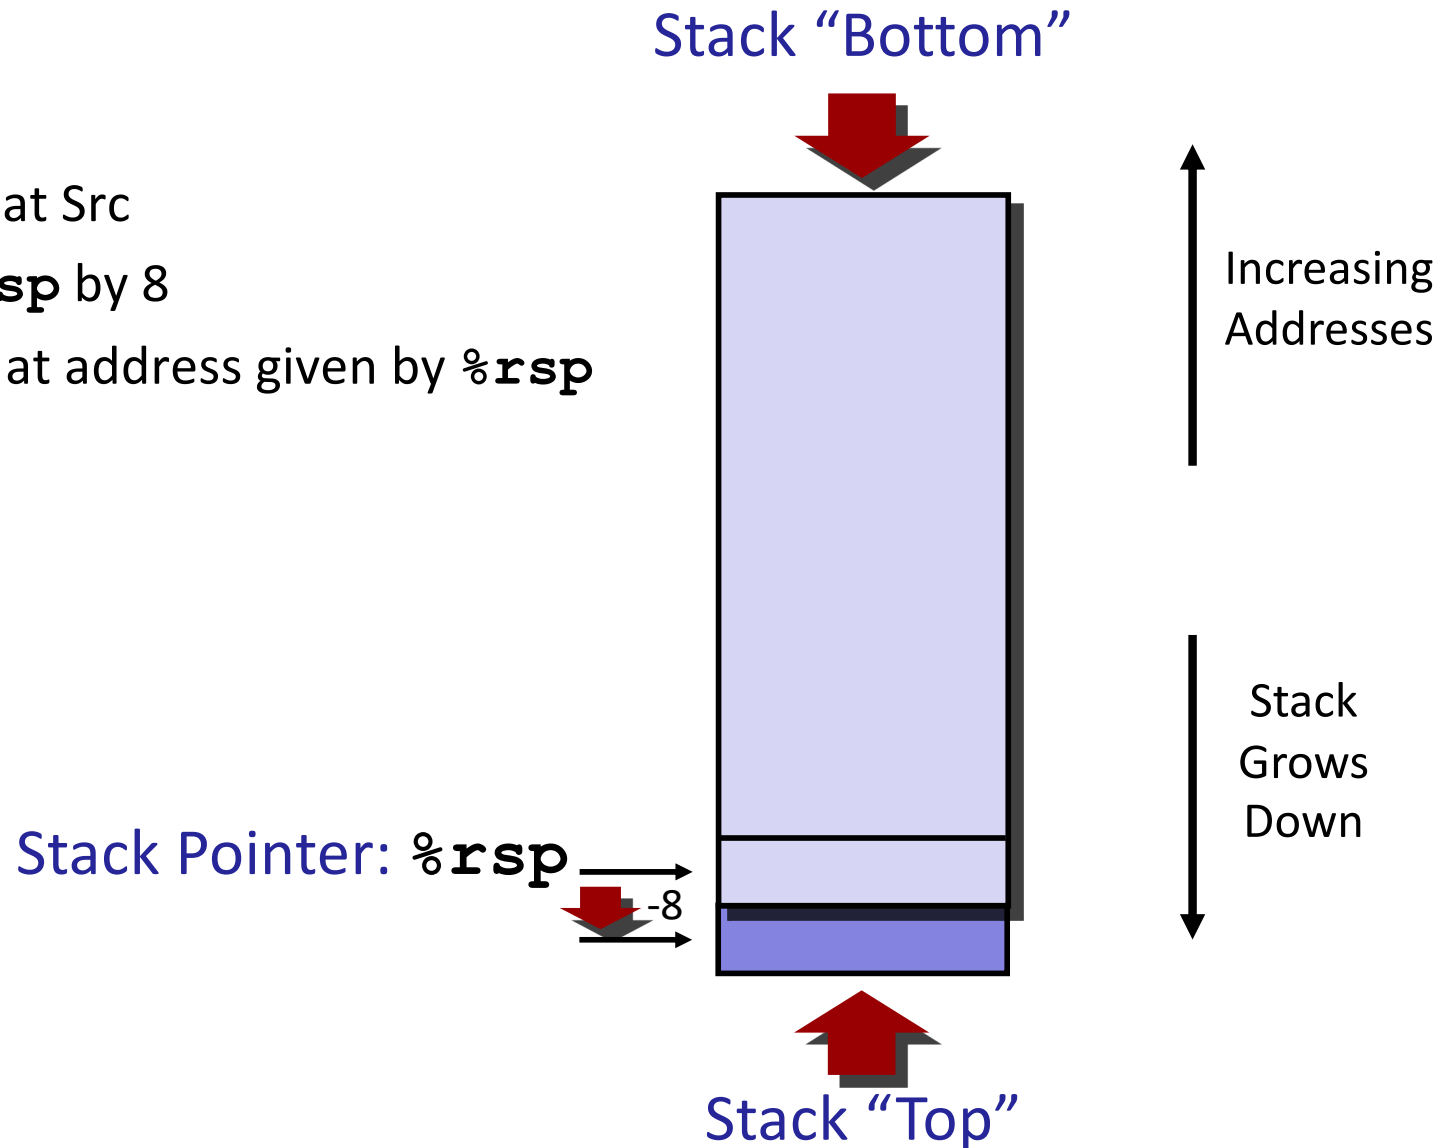 Stack “Bottom”
at Src
sp by 8
at address given by %rsp
Increasing
Addresses
Stack
Grows
Down
Stack Pointer: %rsp
-8
Stack “Top”